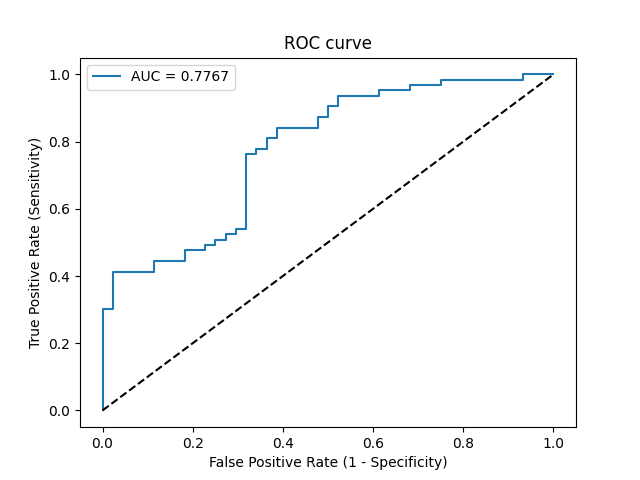 ROC curve
AUC = 0.7767
True Positive Rate (Sensitivity)
1.0
0.8
0.6
0.4
0.2
0.0
0.0 0.2 0.4 0.6 0.8 1.0
False Positive Rate (1 - Specificity)